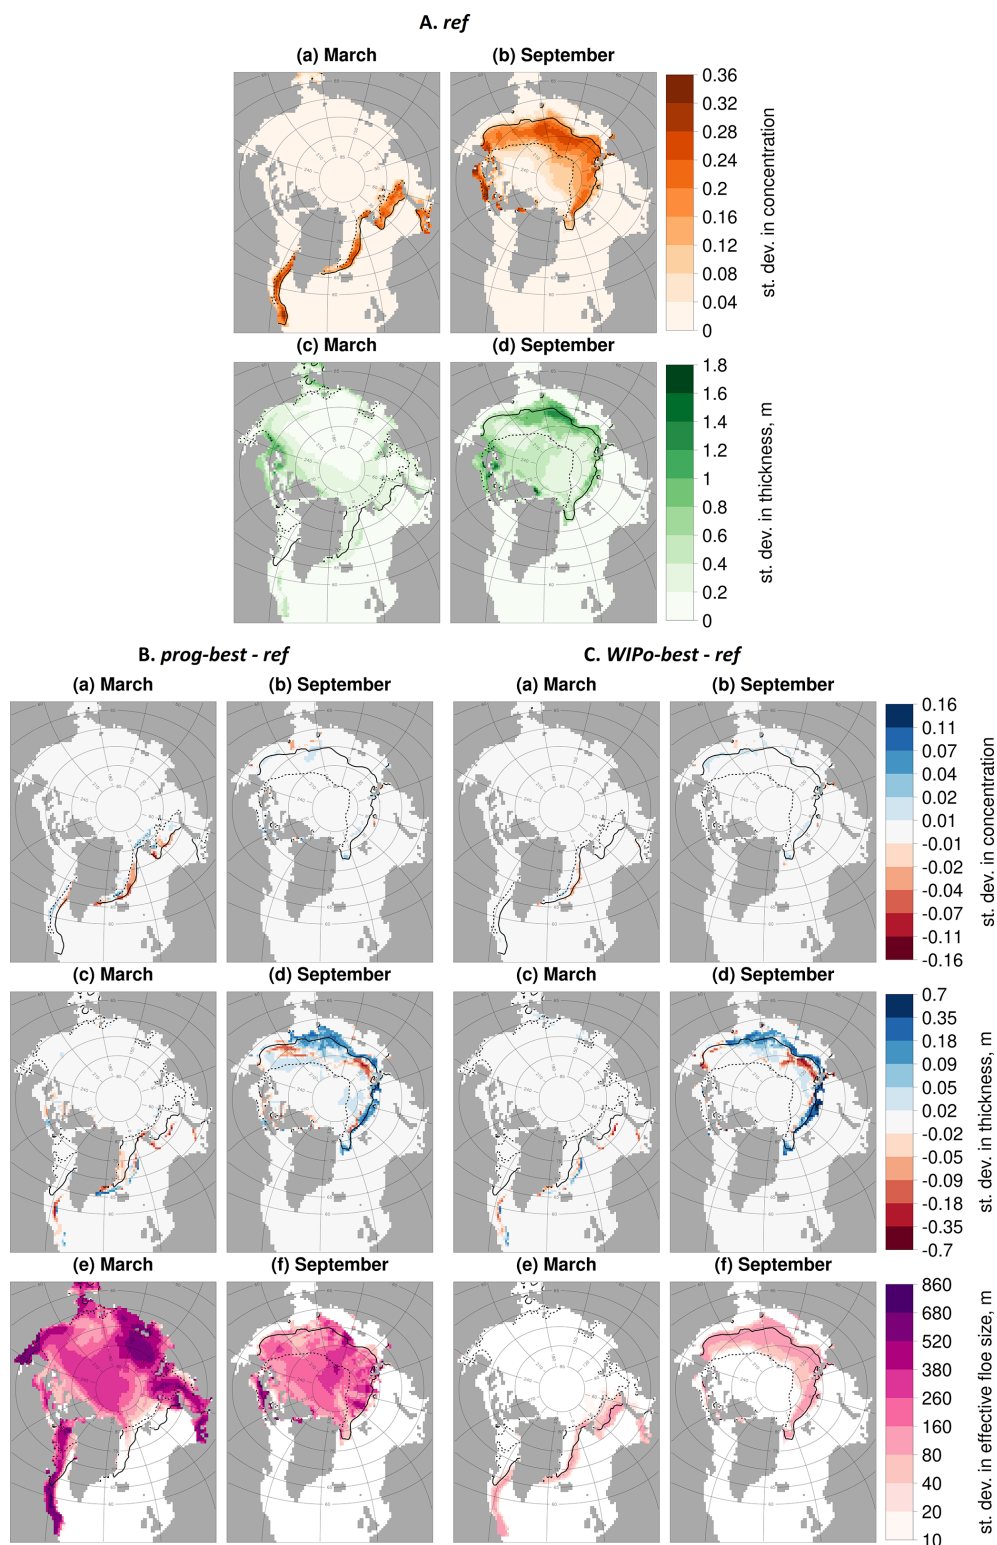 A. ref
(a) March
(b) September
0.36
0.32
0.28
0.24
0.2
0.16
0.12
0.08
0.04
0
st. dev. in concentration
(c) March
(d) September
1.8
1.6
1.4
1.2
1
0.8
0.6
0.4
0.2
0
st. dev. in thickness, m
B. prog-best - ref
C. WIPo-best - ref
(a) March
(b) September
(a) March
(b) September
0.16
0.11
0.07
0.04
0.02
0.01
-0.01
-0.02
-0.04
-0.07
-0.11
-0.16
st. dev. in concentration
(c) March
(d) September
(c) March
(d) September
0.7
0.35
0.18
0.09
0.05
0.02
-0.02
-0.05
-0.09
-0.18
-0.35
-0.7
st. dev. in thickness, m
(e) March
(f) September
(e) March
(f) September
860
680
520
380
260
160
80
40
20
10
st. dev. in effective floe size, m